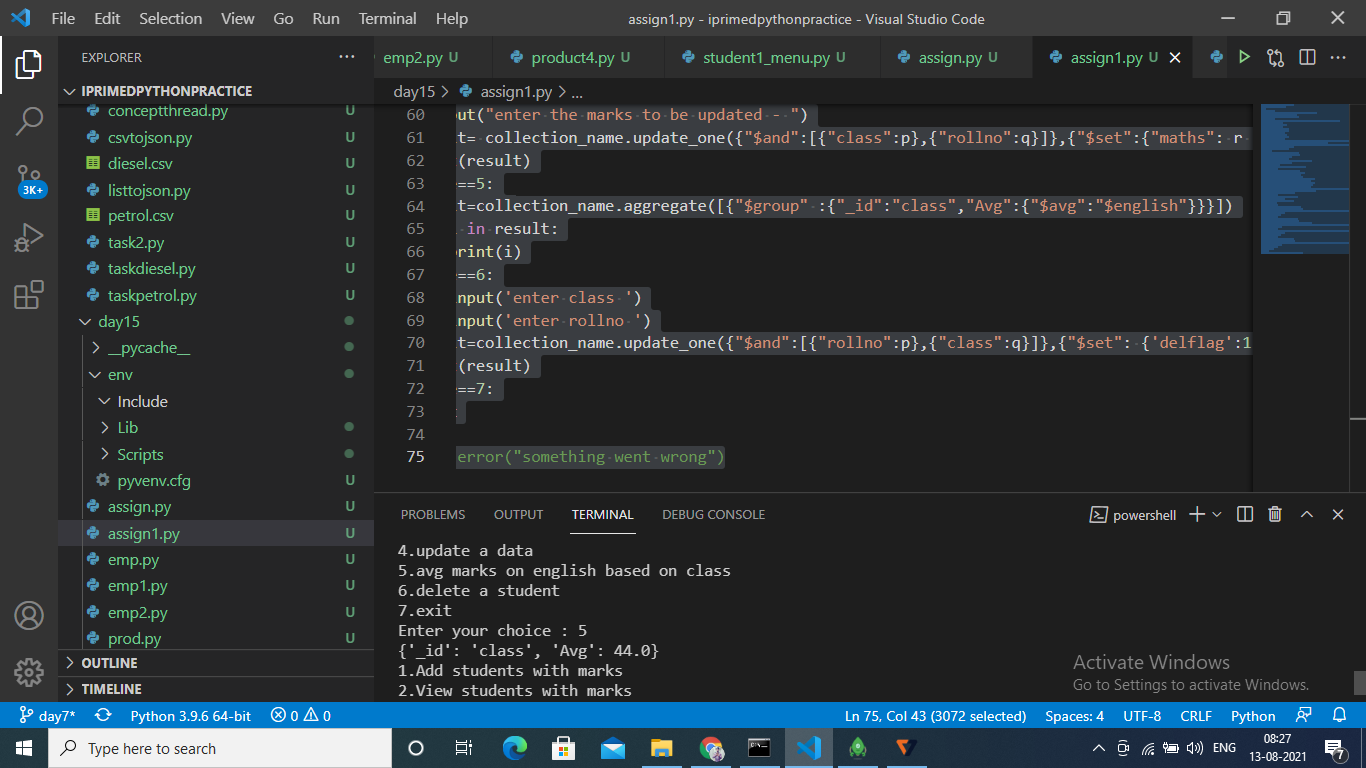 File Edit Selection View Go Run Terminal Help
assign1.py - iprimedpythonpractice - Visual Studio Code
EXPLORER
emp2.py U
product4.py U
student1_menu.py U
assign.py U
assign1.py U
IPRIMEDPYTHONPRACTICE
conceptthread.py U
csvtojson.py U
diesel.csv U
listtojson.py U
petrol.csv U
task2.py U
taskdiesel.py U
taskpetrol.py U
day15
__pycache__
env
Include
Lib
Scripts
pyvenv.cfg U
assign.py U
assign1.py U
emp.py U
emp1.py U
emp2.py U
prod.py U
OUTLINE
TIMELINE
3K+
day15 > assign1.py > ...
60 out("enter the marks to be updated - ")
61 t= collection_name.update_one({"$and":[{"class":p},{"rollno":q}]},{"$set":{"maths": r
62 (result)
63 ==5:
64 t=collection_name.aggregate([{"$group" :{"_id":"class","Avg":{"$avg":"$english"}}}])
65 in result:
66 print(i)
67 ==6:
68 nput('enter class ')
69 nput('enter rollno ')
70 t=collection_name.update_one({"$and":[{"rollno":p},{"class":q}]},{"$set": {'delflag':1
71 (result)
72 ==7:
73
74
75 error("something went wrong")
PROBLEMS OUTPUT TERMINAL DEBUG CONSOLE
powershell
4.update a data
5.avg marks on english based on class
6.delete a student
7.exit
Enter your choice : 5
{'_id': 'class', 'Avg': 44.0}
1.Add students with marks
2.View students with marks
Activate Windows
Go to Settings to activate Windows.
day7* Python 3.9.6 64-bit 0 0 Ln 75, Col 43 (3072 selected) Spaces: 4 UTF-8 CRLF Python
Type here to search
ENG
08:27
13-08-2021
7